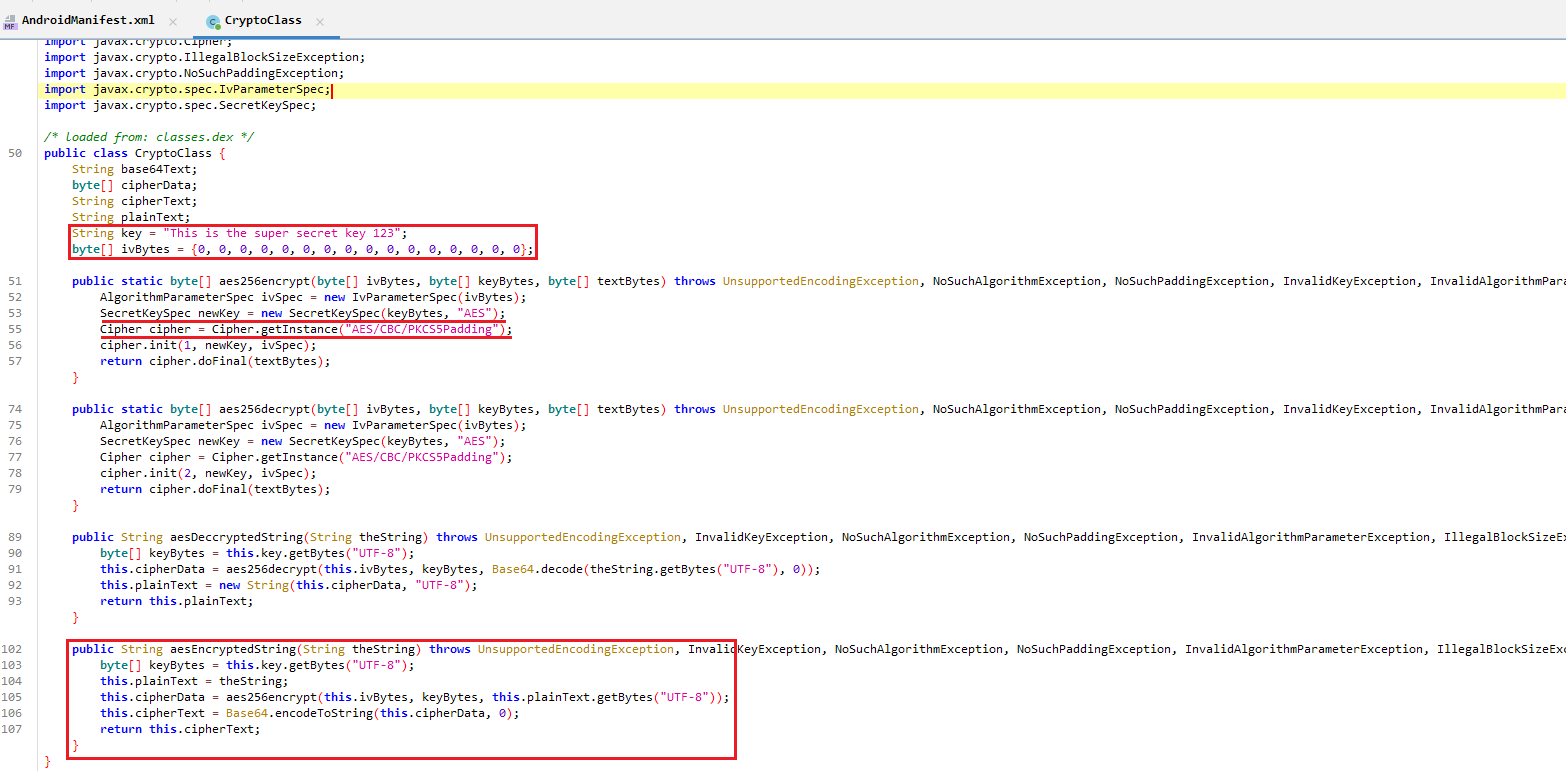 MF AndroidManifest.xml × C CryptoClass ×
import javax.crypto.Cipher;
import javax.crypto.IllegalBlockSizeException;
import javax.crypto.NoSuchPaddingException;
import javax.crypto.spec.IvParameterSpec;
import javax.crypto.spec.SecretKeySpec;
/* loaded from: classes.dex */
50 public class CryptoClass {
String base64Text;
byte[] cipherData;
String cipherText;
String plainText;
String key = "This is the super secret key 123";
byte[] ivBytes = {0, 0, 0, 0, 0, 0, 0, 0, 0, 0, 0, 0, 0, 0, 0, 0};
51 public static byte[] aes256encrypt(byte[] ivBytes, byte[] keyBytes, byte[] textBytes) throws UnsupportedEncodingException, NoSuchAlgorithmException, NoSuchPaddingException, InvalidKeyException, InvalidAlgorithmPara
52 AlgorithmParameterSpec ivSpec = new IvParameterSpec(ivBytes);
53 SecretKeySpec newKey = new SecretKeySpec(keyBytes, "AES");
55 Cipher cipher = Cipher.getInstance("AES/CBC/PKCS5Padding");
56 cipher.init(1, newKey, ivSpec);
57 return cipher.doFinal(textBytes);
}
74 public static byte[] aes256decrypt(byte[] ivBytes, byte[] keyBytes, byte[] textBytes) throws UnsupportedEncodingException, NoSuchAlgorithmException, NoSuchPaddingException, InvalidKeyException, InvalidAlgorithmPara
75 AlgorithmParameterSpec ivSpec = new IvParameterSpec(ivBytes);
76 SecretKeySpec newKey = new SecretKeySpec(keyBytes, "AES");
77 Cipher cipher = Cipher.getInstance("AES/CBC/PKCS5Padding");
78 cipher.init(2, newKey, ivSpec);
79 return cipher.doFinal(textBytes);
}
89 public String aesDeccryptedString(String theString) throws UnsupportedEncodingException, InvalidKeyException, NoSuchAlgorithmException, NoSuchPaddingException, InvalidAlgorithmParameterException, IllegalBlockSizeEx
90 byte[] keyBytes = this.key.getBytes("UTF-8");
91 this.cipherData = aes256decrypt(this.ivBytes, keyBytes, Base64.decode(theString.getBytes("UTF-8"), 0));
92 this.plainText = new String(this.cipherData, "UTF-8");
93 return this.plainText;
}
102 public String aesEncryptedString(String theString) throws UnsupportedEncodingException, InvalidKeyException, NoSuchAlgorithmException, NoSuchPaddingException, InvalidAlgorithmParameterException, IllegalBlockSizeExc
103 byte[] keyBytes = this.key.getBytes("UTF-8");
104 this.plainText = theString;
105 this.cipherData = aes256encrypt(this.ivBytes, keyBytes, this.plainText.getBytes("UTF-8"));
106 this.cipherText = Base64.encodeToString(this.cipherData, 0);
107 return this.cipherText;
}
}